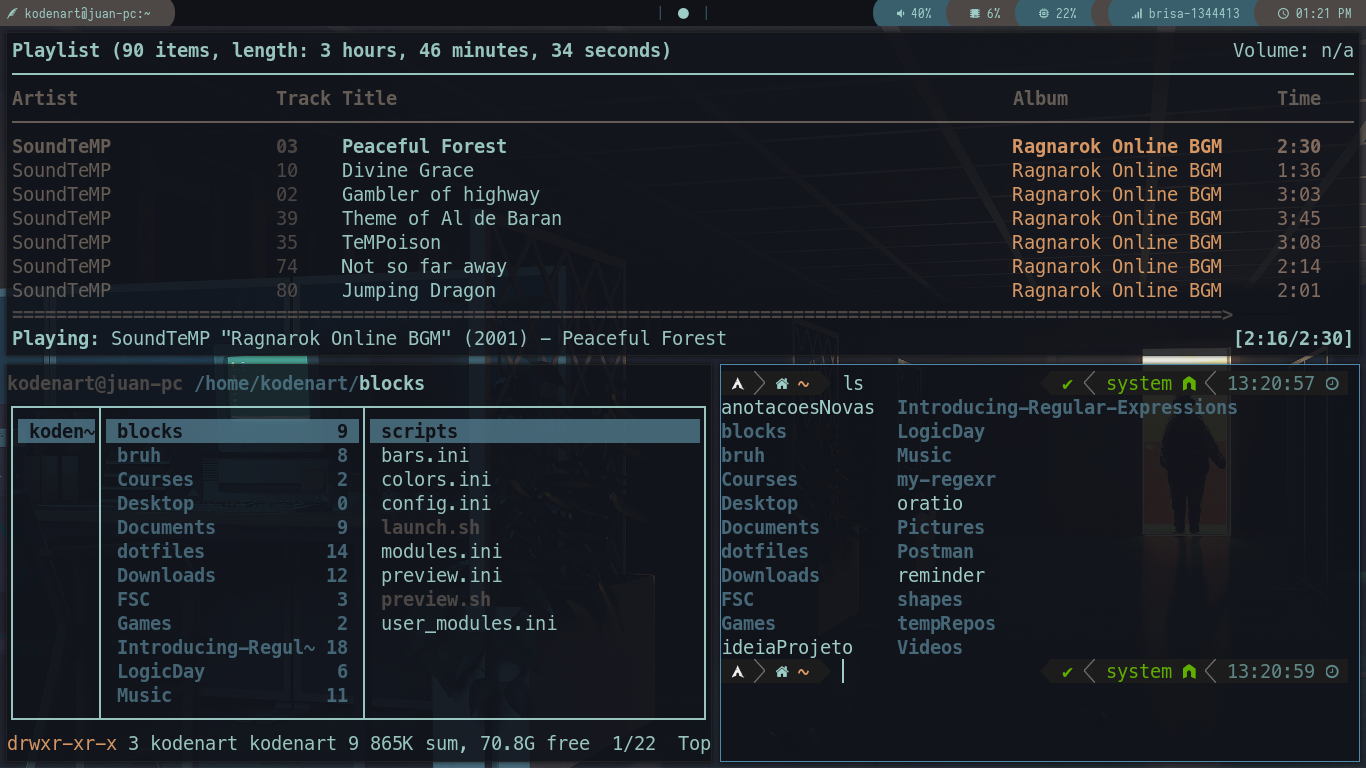 kodenart@juan-pc:~ | ● | 40% 6% 22% brisa-1344413 01:21 PM
Playlist (90 items, length: 3 hours, 46 minutes, 34 seconds) Volume: n/a
Artist Track Title Album Time
SoundTeMP 03 Peaceful Forest Ragnarok Online BGM 2:30
SoundTeMP 10 Divine Grace Ragnarok Online BGM 1:36
SoundTeMP 02 Gambler of highway Ragnarok Online BGM 3:03
SoundTeMP 39 Theme of Al de Baran Ragnarok Online BGM 3:45
SoundTeMP 35 TeMPoison Ragnarok Online BGM 3:08
SoundTeMP 74 Not so far away Ragnarok Online BGM 2:14
SoundTeMP 80 Jumping Dragon Ragnarok Online BGM 2:01
==============================================================================================================>
Playing: SoundTeMP "Ragnarok Online BGM" (2001) - Peaceful Forest [2:16/2:30]
kodenart@juan-pc /home/kodenart/blocks
koden~ blocks 9 scripts
bruh 8 bars.ini
Courses 2 colors.ini
Desktop 0 config.ini
Documents 9 launch.sh
dotfiles 14 modules.ini
Downloads 12 preview.ini
FSC 3 preview.sh
Games 2 user_modules.ini
Introducing-Regul~ 18
LogicDay 6
Music 11
drwxr-xr-x 3 kodenart kodenart 9 865K sum, 70.8G free 1/22 Top
~ ls ✔ system 13:20:57
anotacoesNovas Introducing-Regular-Expressions
blocks LogicDay
bruh Music
Courses my-regexr
Desktop oratio
Documents Pictures
dotfiles Postman
Downloads reminder
FSC shapes
Games tempRepos
ideiaProjeto Videos
~ ✔ system 13:20:59